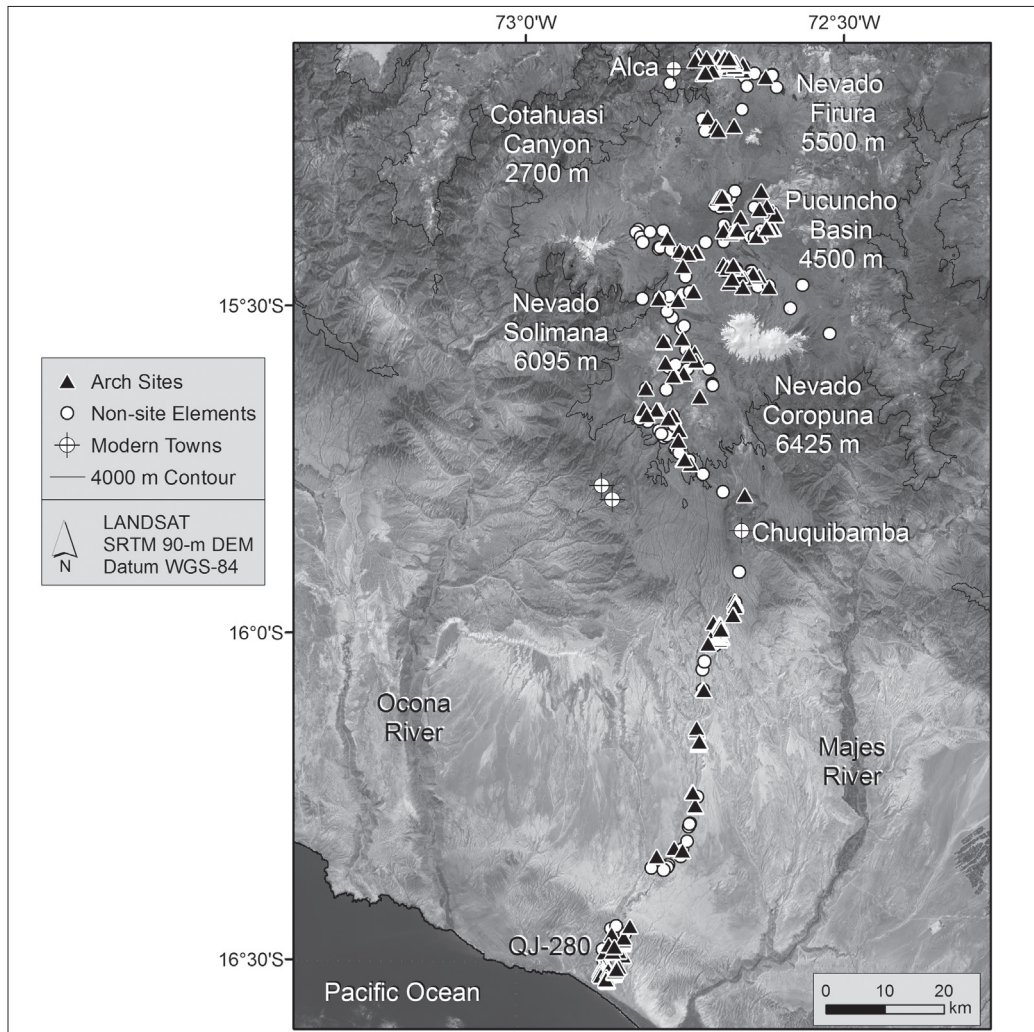 73°0'W
72°30'W
Alca
Nevado
Firura
5500 m
Cotahuasi
Canyon
2700 m
Pucuncho
Basin
4500 m
15°30'S
Nevado
Solimana
6095 m
Arch Sites
Non-site Elements
Modern Towns
4000 m Contour
Nevado
Coropuna
6425 m
LANDSAT
SRTM 90-m DEM
Datum WGS-84
N
Chuquibamba
16°0'S
Ocona
River
Majes
River
QJ-280
16°30'S
Pacific Ocean
0 10 20
km